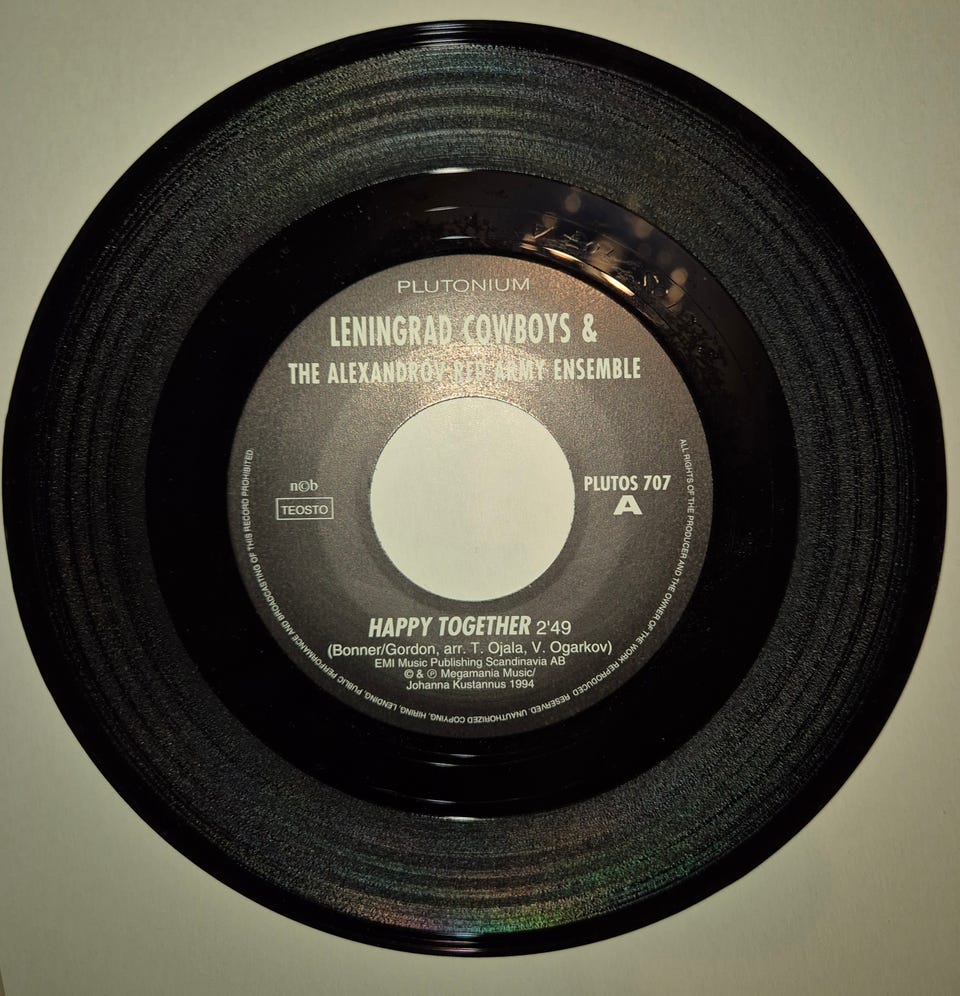 PLUTONIUM
LENINGRAD COWBOYS &
THE ALEXANDROV RED ARMY ENSEMBLE
n©b
TEOSTO
PLUTOS 707
A
HAPPY TOGETHER 2'49
(Bonner/Gordon, arr. T. Ojala, V. Ogarkov)
EMI Music Publishing Scandinavia AB
© & ℗ Megamania Music/
Johanna Kustannus 1994
ALL RIGHTS OF THE PRODUCER AND THE OWNER OF THE WORK REPRODUCED RESERVED. UNAUTHORIZED COPYING, HIRING, LENDING, PUBLIC PERFORMANCE AND BROADCASTING OF THIS RECORD PROHIBITED.